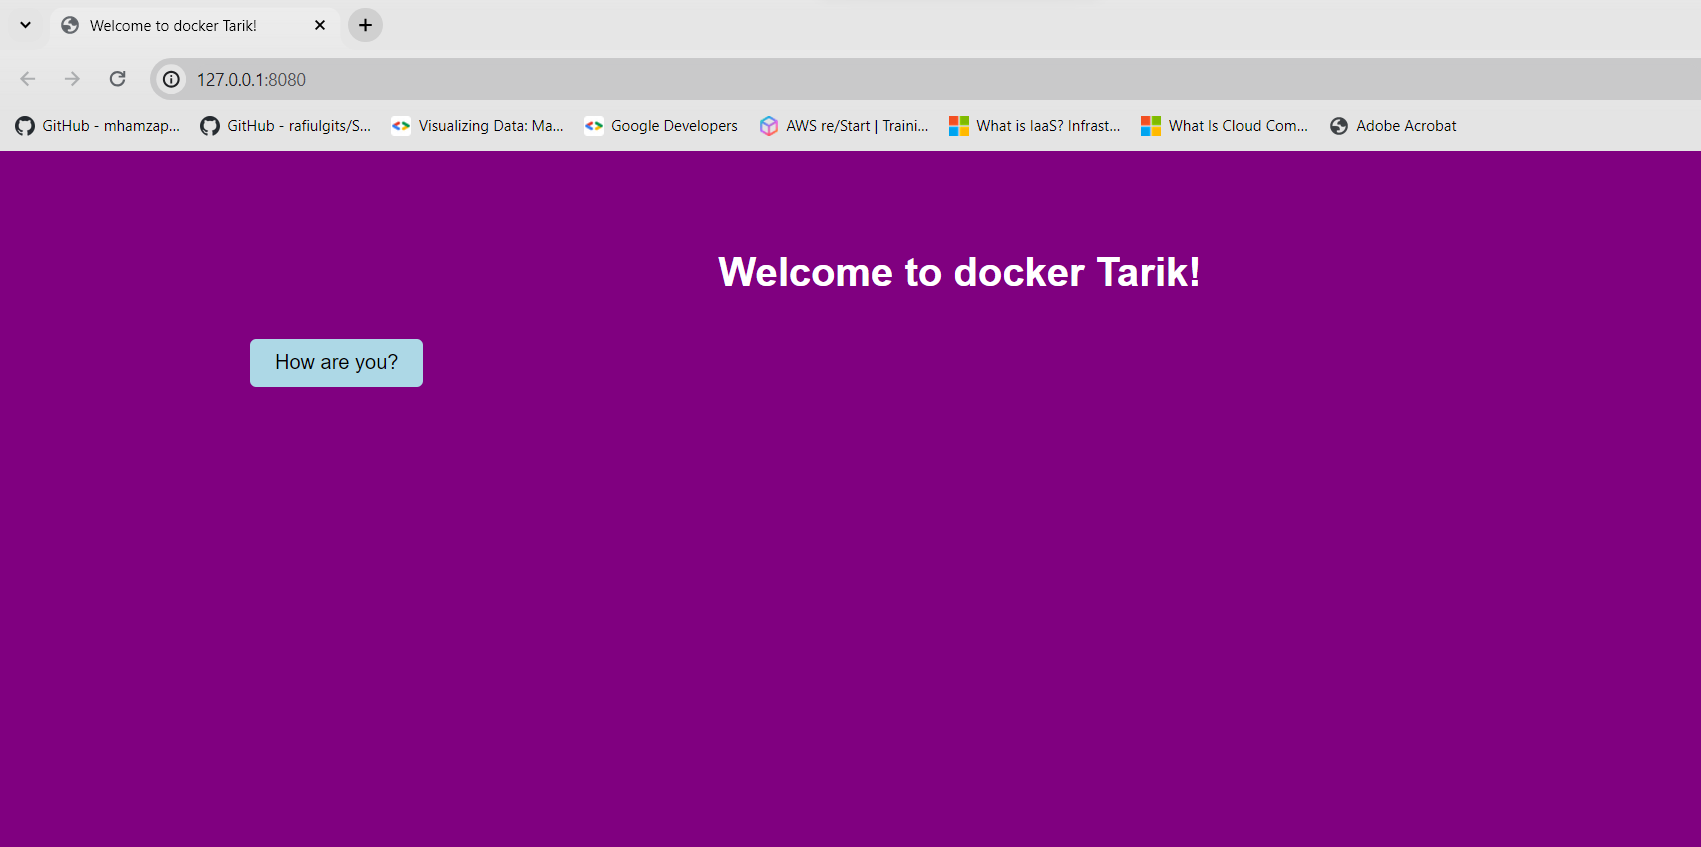 Welcome to docker Tarik!
127.0.0.1:8080
GitHub - mhamzap... GitHub - rafiulgits/S... Visualizing Data: Ma... Google Developers AWS re/Start | Traini... What is IaaS? Infrast... What Is Cloud Com... Adobe Acrobat
Welcome to docker Tarik!
How are you?